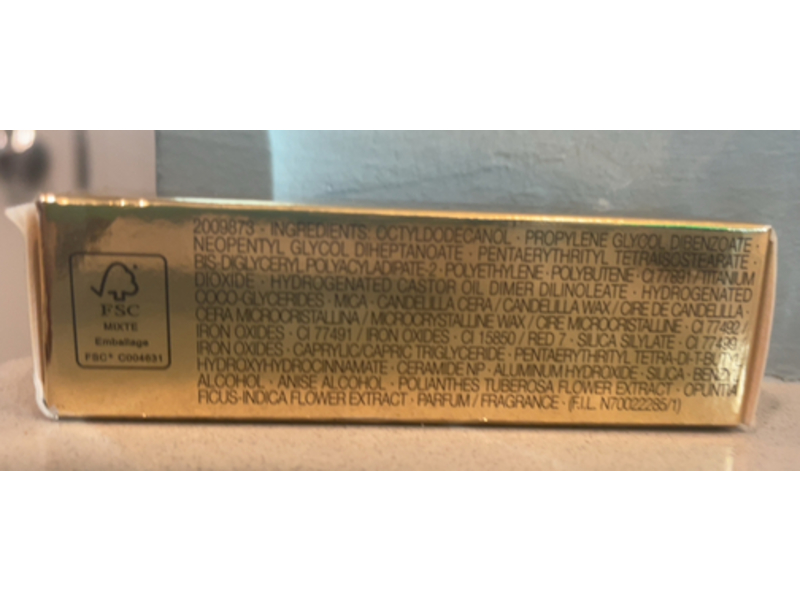 FSC
MIXTE
Emballage
FSC® C004631
2009873 · INGREDIENTS: OCTYLDODECANOL · PROPYLENE GLYCOL DIBENZOATE ·
NEOPENTYL GLYCOL DIHEPTANOATE · PENTAERYTHRITYL TETRAISOSTEARATE ·
BIS-DIGLYCERYL POLYACYLADIPATE-2 · POLYETHYLENE · POLYBUTENE · CI 77891 / TITANIUM
DIOXIDE · HYDROGENATED CASTOR OIL DIMER DILINOLEATE · HYDROGENATED
COCO-GLYCERIDES · MICA · CANDELILLA CERA / CANDELILLA WAX / CIRE DE CANDELILLA ·
CERA MICROCRISTALLINA / MICROCRYSTALLINE WAX / CIRE MICROCRISTALLINE · CI 77492 /
IRON OXIDES · CI 77491 / IRON OXIDES · CI 15850 / RED 7 · SILICA SILYLATE · CI 77499 /
IRON OXIDES · CAPRYLIC/CAPRIC TRIGLYCERIDE · PENTAERYTHRITYL TETRA-DI-T-BUTYL
HYDROXYHYDROCINNAMATE · CERAMIDE NP · ALUMINUM HYDROXIDE · SILICA · BENZYL
ALCOHOL · ANISE ALCOHOL · POLIANTHES TUBEROSA FLOWER EXTRACT · OPUNTIA
FICUS-INDICA FLOWER EXTRACT · PARFUM / FRAGRANCE · (F.I.L. N70022285/1)